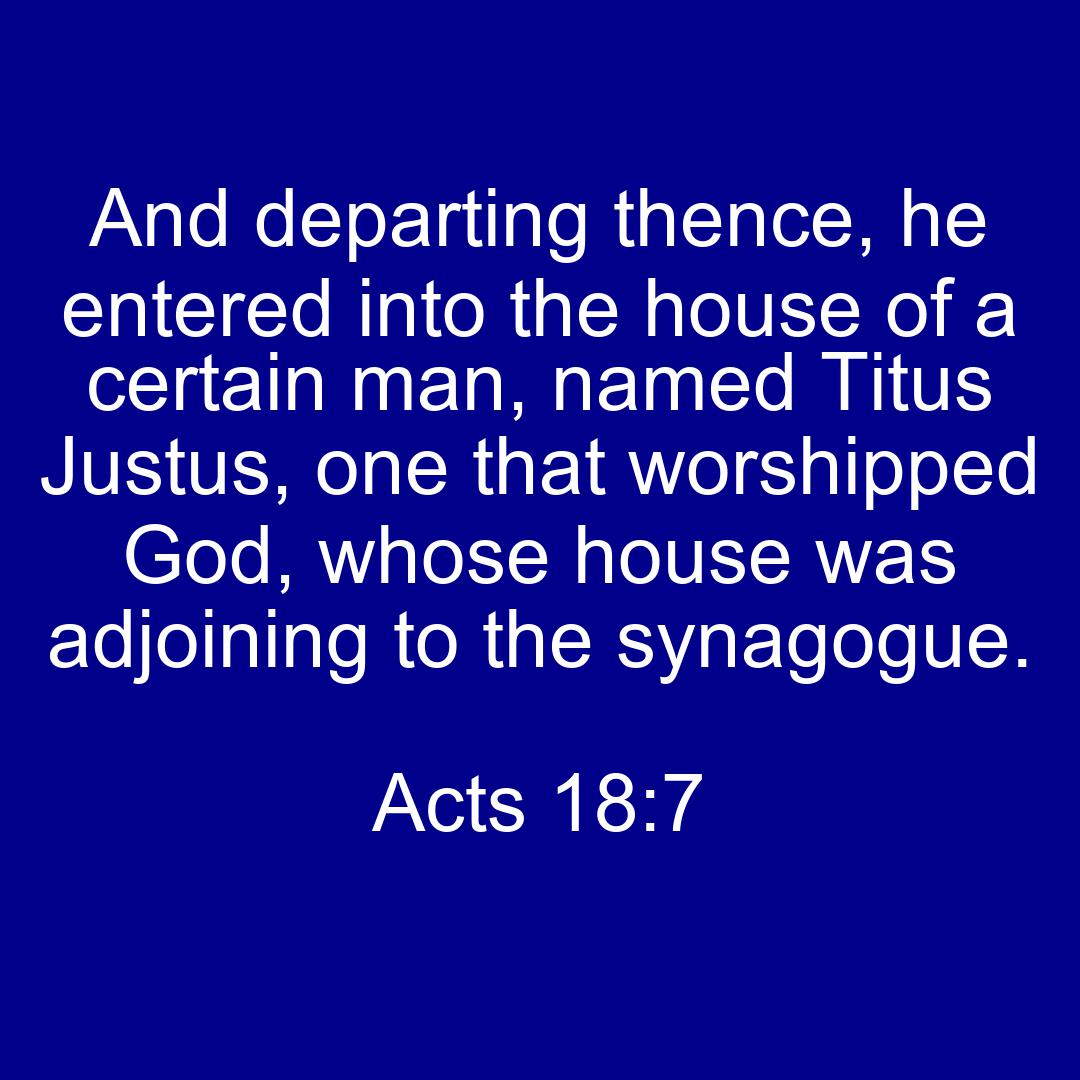 And departing thence, he
entered into the house of a
certain man, named Titus
Justus, one that worshipped
God, whose house was
adjoining to the synagogue.
Acts 18:7